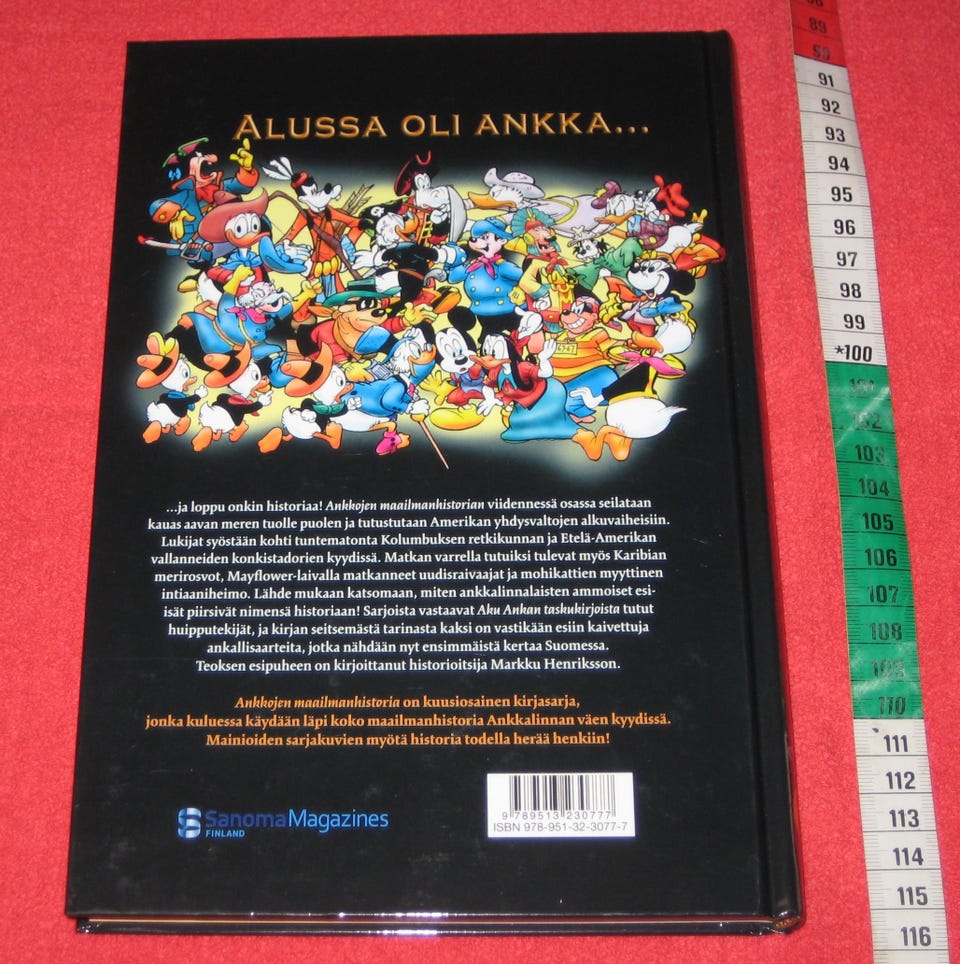 ALUSSA OLI ANKKA...
...ja loppu onkin historiaa! Ankkojen maailmanhistorian viidennessä osassa seilataan
kauas aavan meren tuolle puolen ja tutustutaan Amerikan yhdysvaltojen alkuvaiheisiin.
Lukijat syöstään kohti tuntematonta Kolumbuksen retkikunnan ja Etelä-Amerikan
vallanneiden konkistadorien kyydissä. Matkan varrella tutuiksi tulevat myös Karibian
merirosvot, Mayflower-laivalla matkanneet uudisraivaajat ja mohikattien myyttinen
intiaaniheimo. Lähde mukaan katsomaan, miten ankkalinnalaisten ammoiset esi-
isät piirsivät nimensä historiaan! Sarjoista vastaavat Aku Ankan taskukirjoista tutut
huipputekijät, ja kirjan seitsemästä tarinasta kaksi on vastikään esiin kaivettuja
ankallisaarteita, jotka nähdään nyt ensimmäistä kertaa Suomessa.
Teoksen esipuheen on kirjoittanut historioitsija Markku Henriksson.
Ankkojen maailmanhistoria on kuusiosainen kirjasarja,
jonka kuluessa käydään läpi koko maailmanhistoria Ankkalinnan väen kyydissä.
Mainioiden sarjakuvien myötä historia todella herää henkiin!
SanomaMagazines
FINLAND
9 789513 230777
ISBN 978-951-32-3077-7
89
91
92
93
94
95
96
97
98
99
*100
101
102
103
104
105
106
107
108
109
110
111
112
113
114
115
116